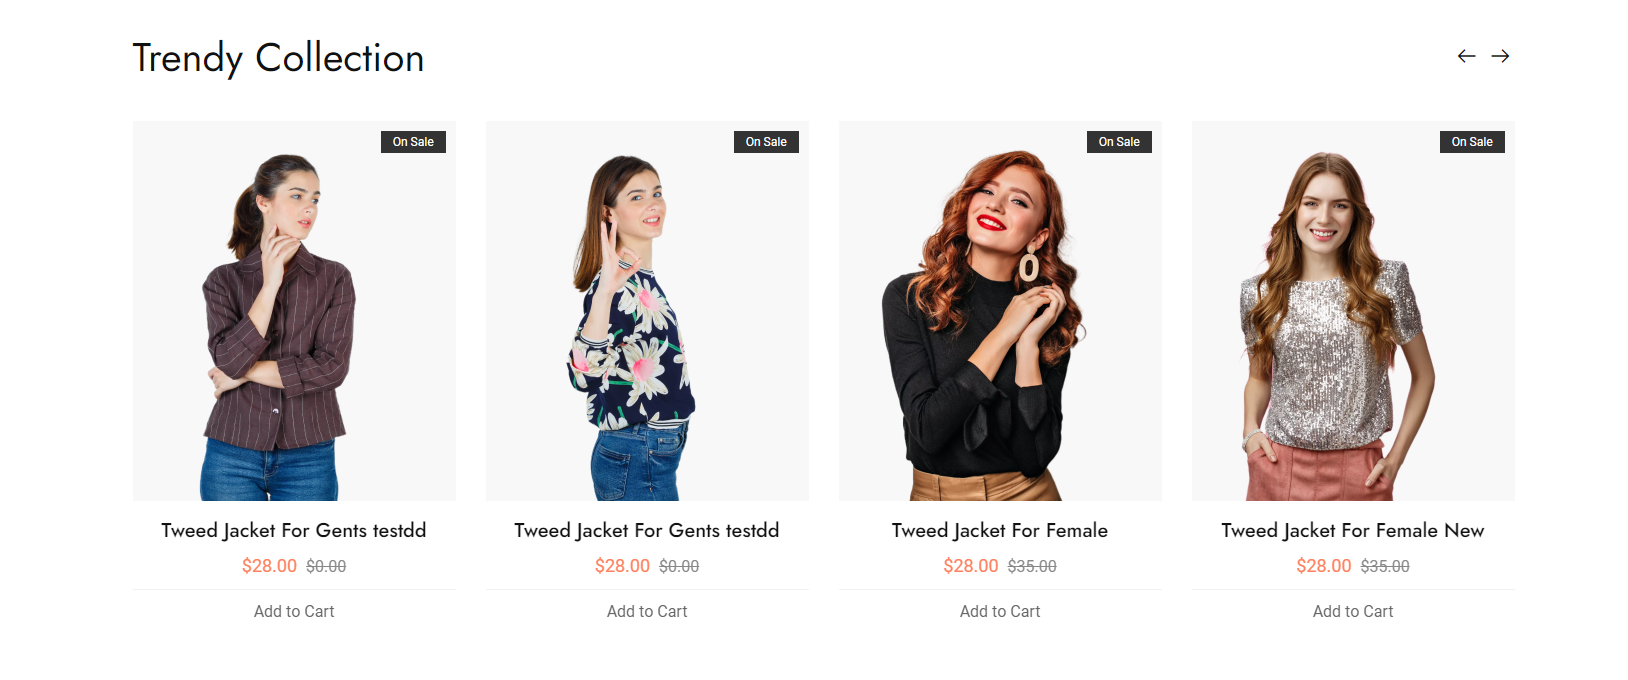 Trendy Collection
On Sale
On Sale
On Sale
On Sale
Tweed Jacket For Gents testdd
Tweed Jacket For Gents testdd
Tweed Jacket For Female
Tweed Jacket For Female New
$28.00 $0.00
$28.00 $0.00
$28.00 $35.00
$28.00 $35.00
Add to Cart
Add to Cart
Add to Cart
Add to Cart